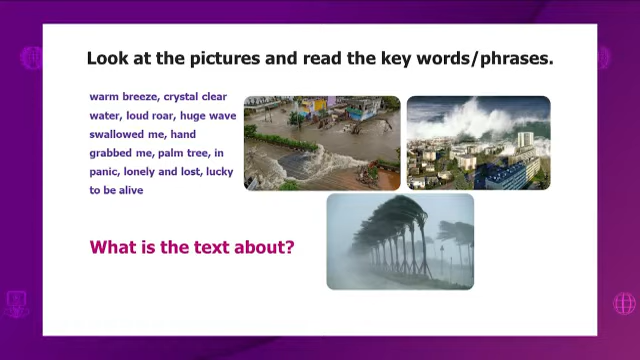 Look at the pictures and read the key words/phrases.
warm breeze, crystal clear
water, loud roar, huge wave
swallowed me, hand
grabbed me, palm tree, in
panic, lonely and lost, lucky
to be alive
What is the text about?